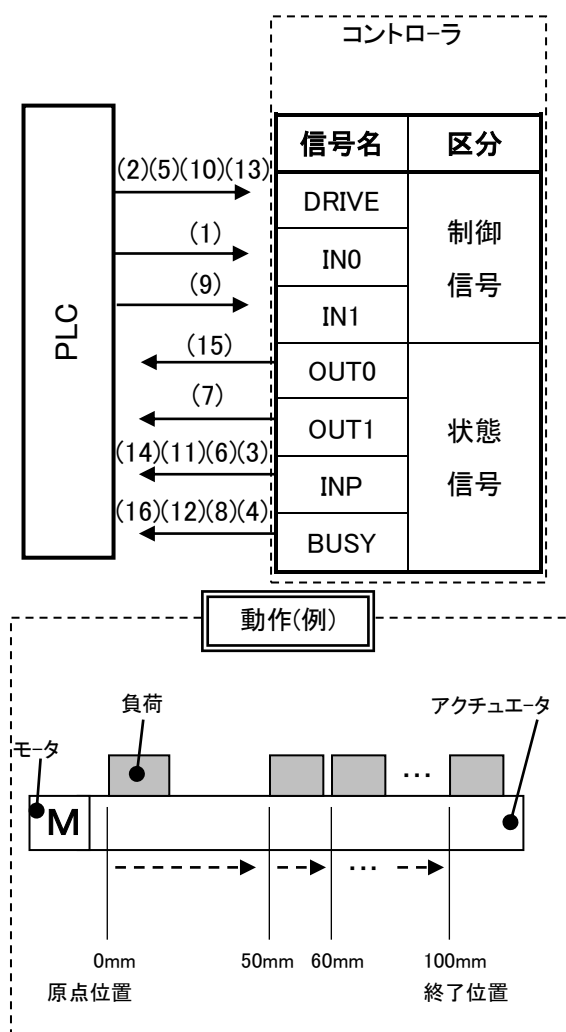 コントローラ
信号名 区分
(2)(5)(10)(13)
DRIVE
制御
信号
(1)
IN0
(9)
IN1
PLC
(15)
OUT0
状態
信号
(7)
OUT1
(14)(11)(6)(3)
INP
(16)(12)(8)(4)
BUSY
動作(例)
負荷
アクチュエータ
モータ
...
M
...
0mm 50mm 60mm 100mm
原点位置 終了位置